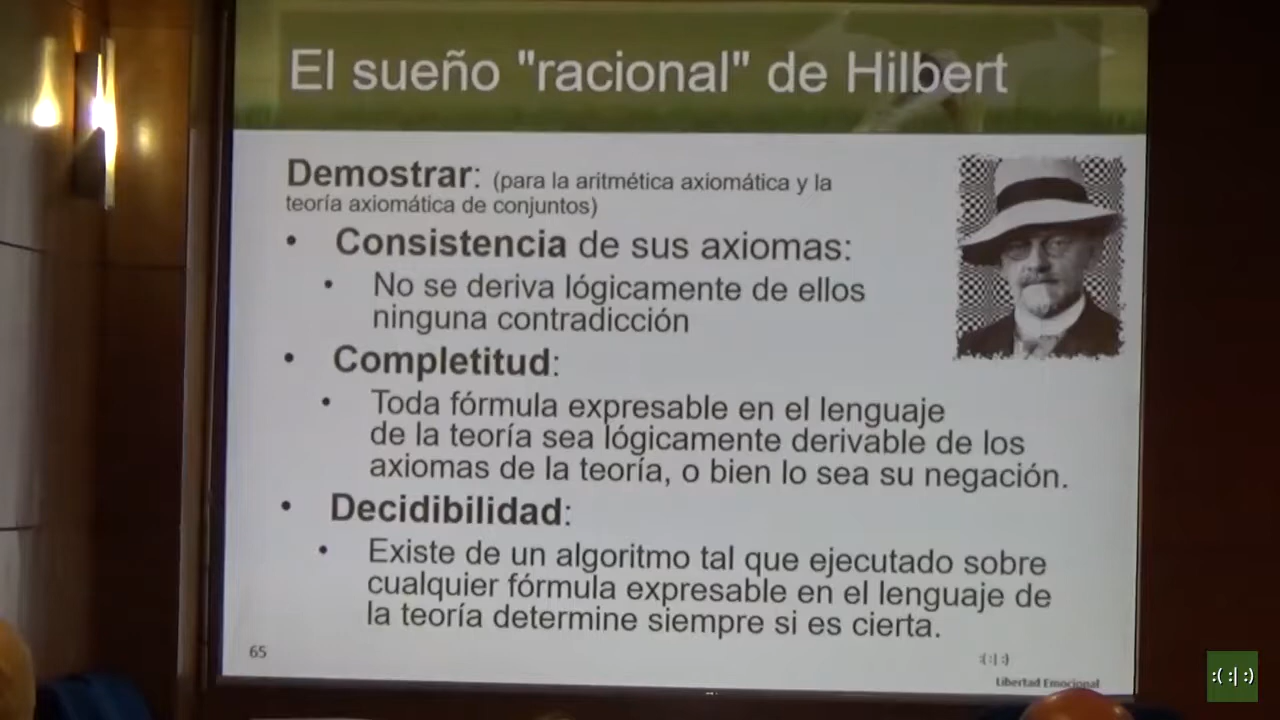 El sueño "racional" de Hilbert
Demostrar: (para la aritmética axiomática y la
teoría axiomática de conjuntos)
• Consistencia de sus axiomas:
• No se deriva lógicamente de ellos
ninguna contradicción
• Completitud:
• Toda fórmula expresable en el lenguaje
de la teoría sea lógicamente derivable de los
axiomas de la teoría, o bien lo sea su negación.
• Decidibilidad:
• Existe de un algoritmo tal que ejecutado sobre
cualquier fórmula expresable en el lenguaje de
la teoría determine siempre si es cierta.
65
:( :| :)
Libertad Emocional
:( :| :)